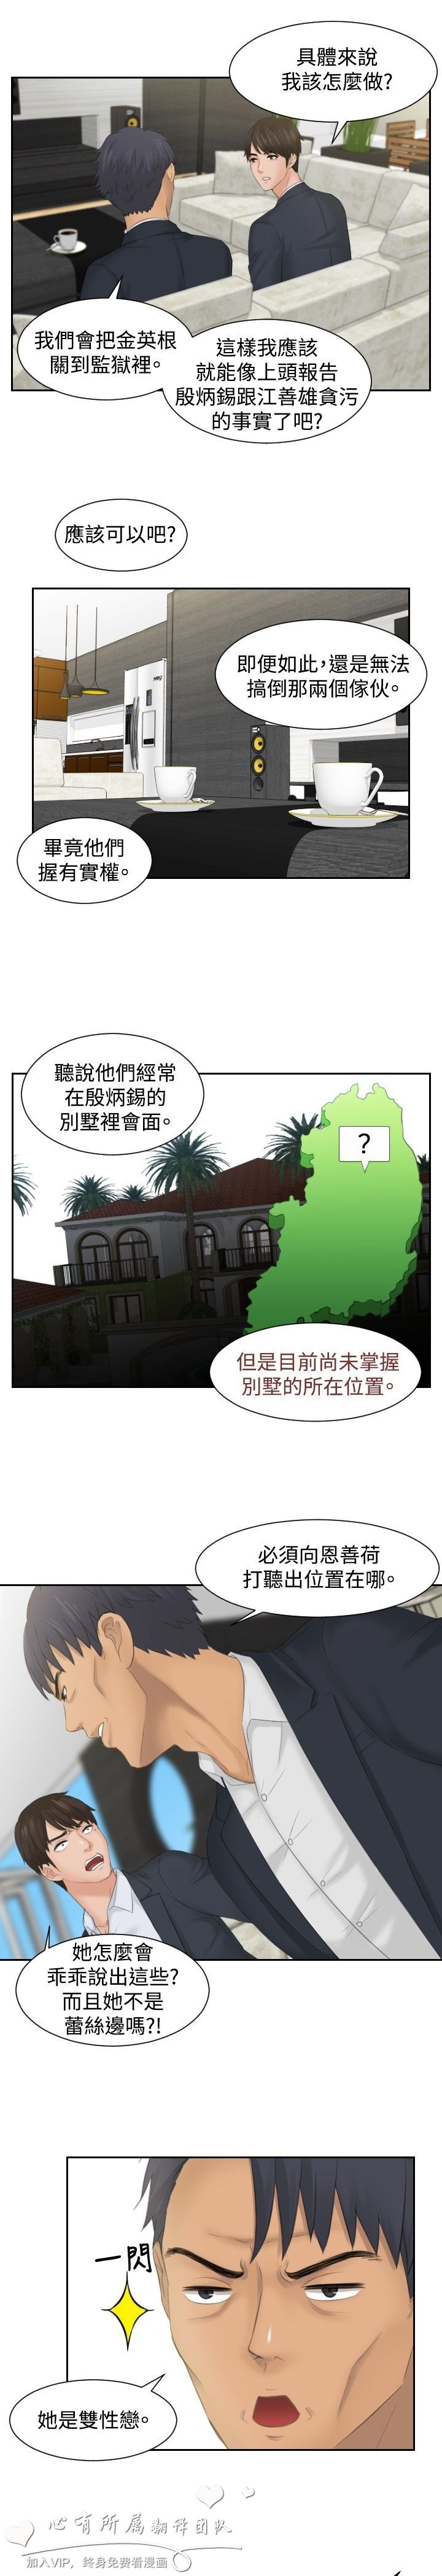 具體來說
我該怎麼做?
我們會把金英根
關到監獄裡。
這樣我應該
就能像上頭報告
殷炳錫跟江善雄貪污
的事實了吧?
應該可以吧?
即便如此,還是無法
搞倒那兩個傢伙。
畢竟他們
握有實權。
聽說他們經常
在殷炳錫的
別墅裡會面。
?
但是目前尚未掌握
別墅的所在位置。
必須向恩善荷
打聽出位置在哪。
她怎麼會
乖乖說出這些?
而且她不是
蕾絲邊嗎?!
一閃
她是雙性戀。
心有所属翻译团队
加入VIP，终身免费看漫画